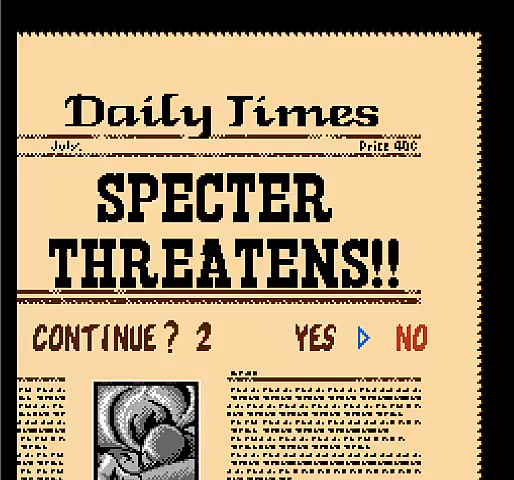 Daily Times
July. Price 40¢
SPECTER
THREATENS!!
CONTINUE? 2 YES NO